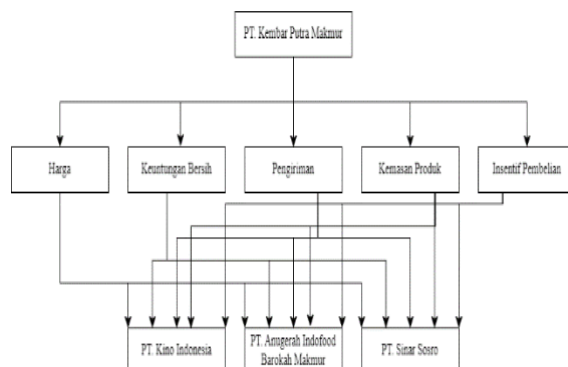 PT. Kembar Putra Makmur
Harga
Keuntungan Bersih
Pengiriman
Kemasan Produk
Insentif Pembelian
PT. Kino Indonesia
PT. Anugerah Indofood
Barokah Makmur
PT. Sinar Sosro